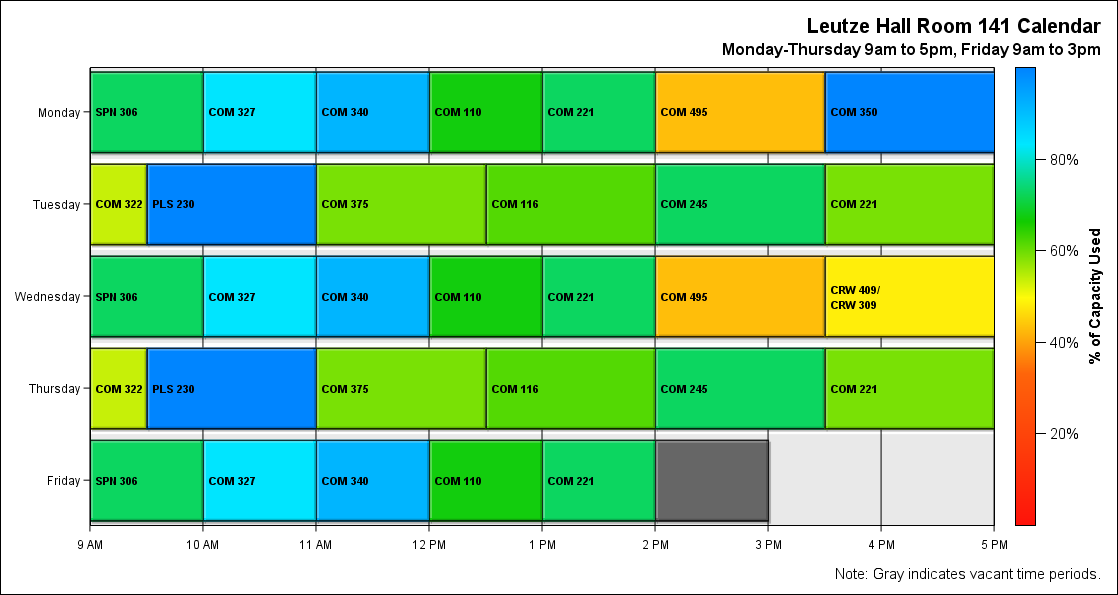 Leutze Hall Room 141 Calendar
Monday-Thursday 9am to 5pm, Friday 9am to 3pm
Monday
SPN 306
COM 327
COM 340
COM 110
COM 221
COM 495
COM 350
Tuesday
COM 322
PLS 230
COM 375
COM 116
COM 245
COM 221
Wednesday
SPN 306
COM 327
COM 340
COM 110
COM 221
COM 495
CRW 409/
CRW 309
Thursday
COM 322
PLS 230
COM 375
COM 116
COM 245
COM 221
Friday
SPN 306
COM 327
COM 340
COM 110
COM 221
9 AM
10 AM
11 AM
12 PM
1 PM
2 PM
3 PM
4 PM
5 PM
80%
60%
40%
20%
% of Capacity Used
Note: Gray indicates vacant time periods.